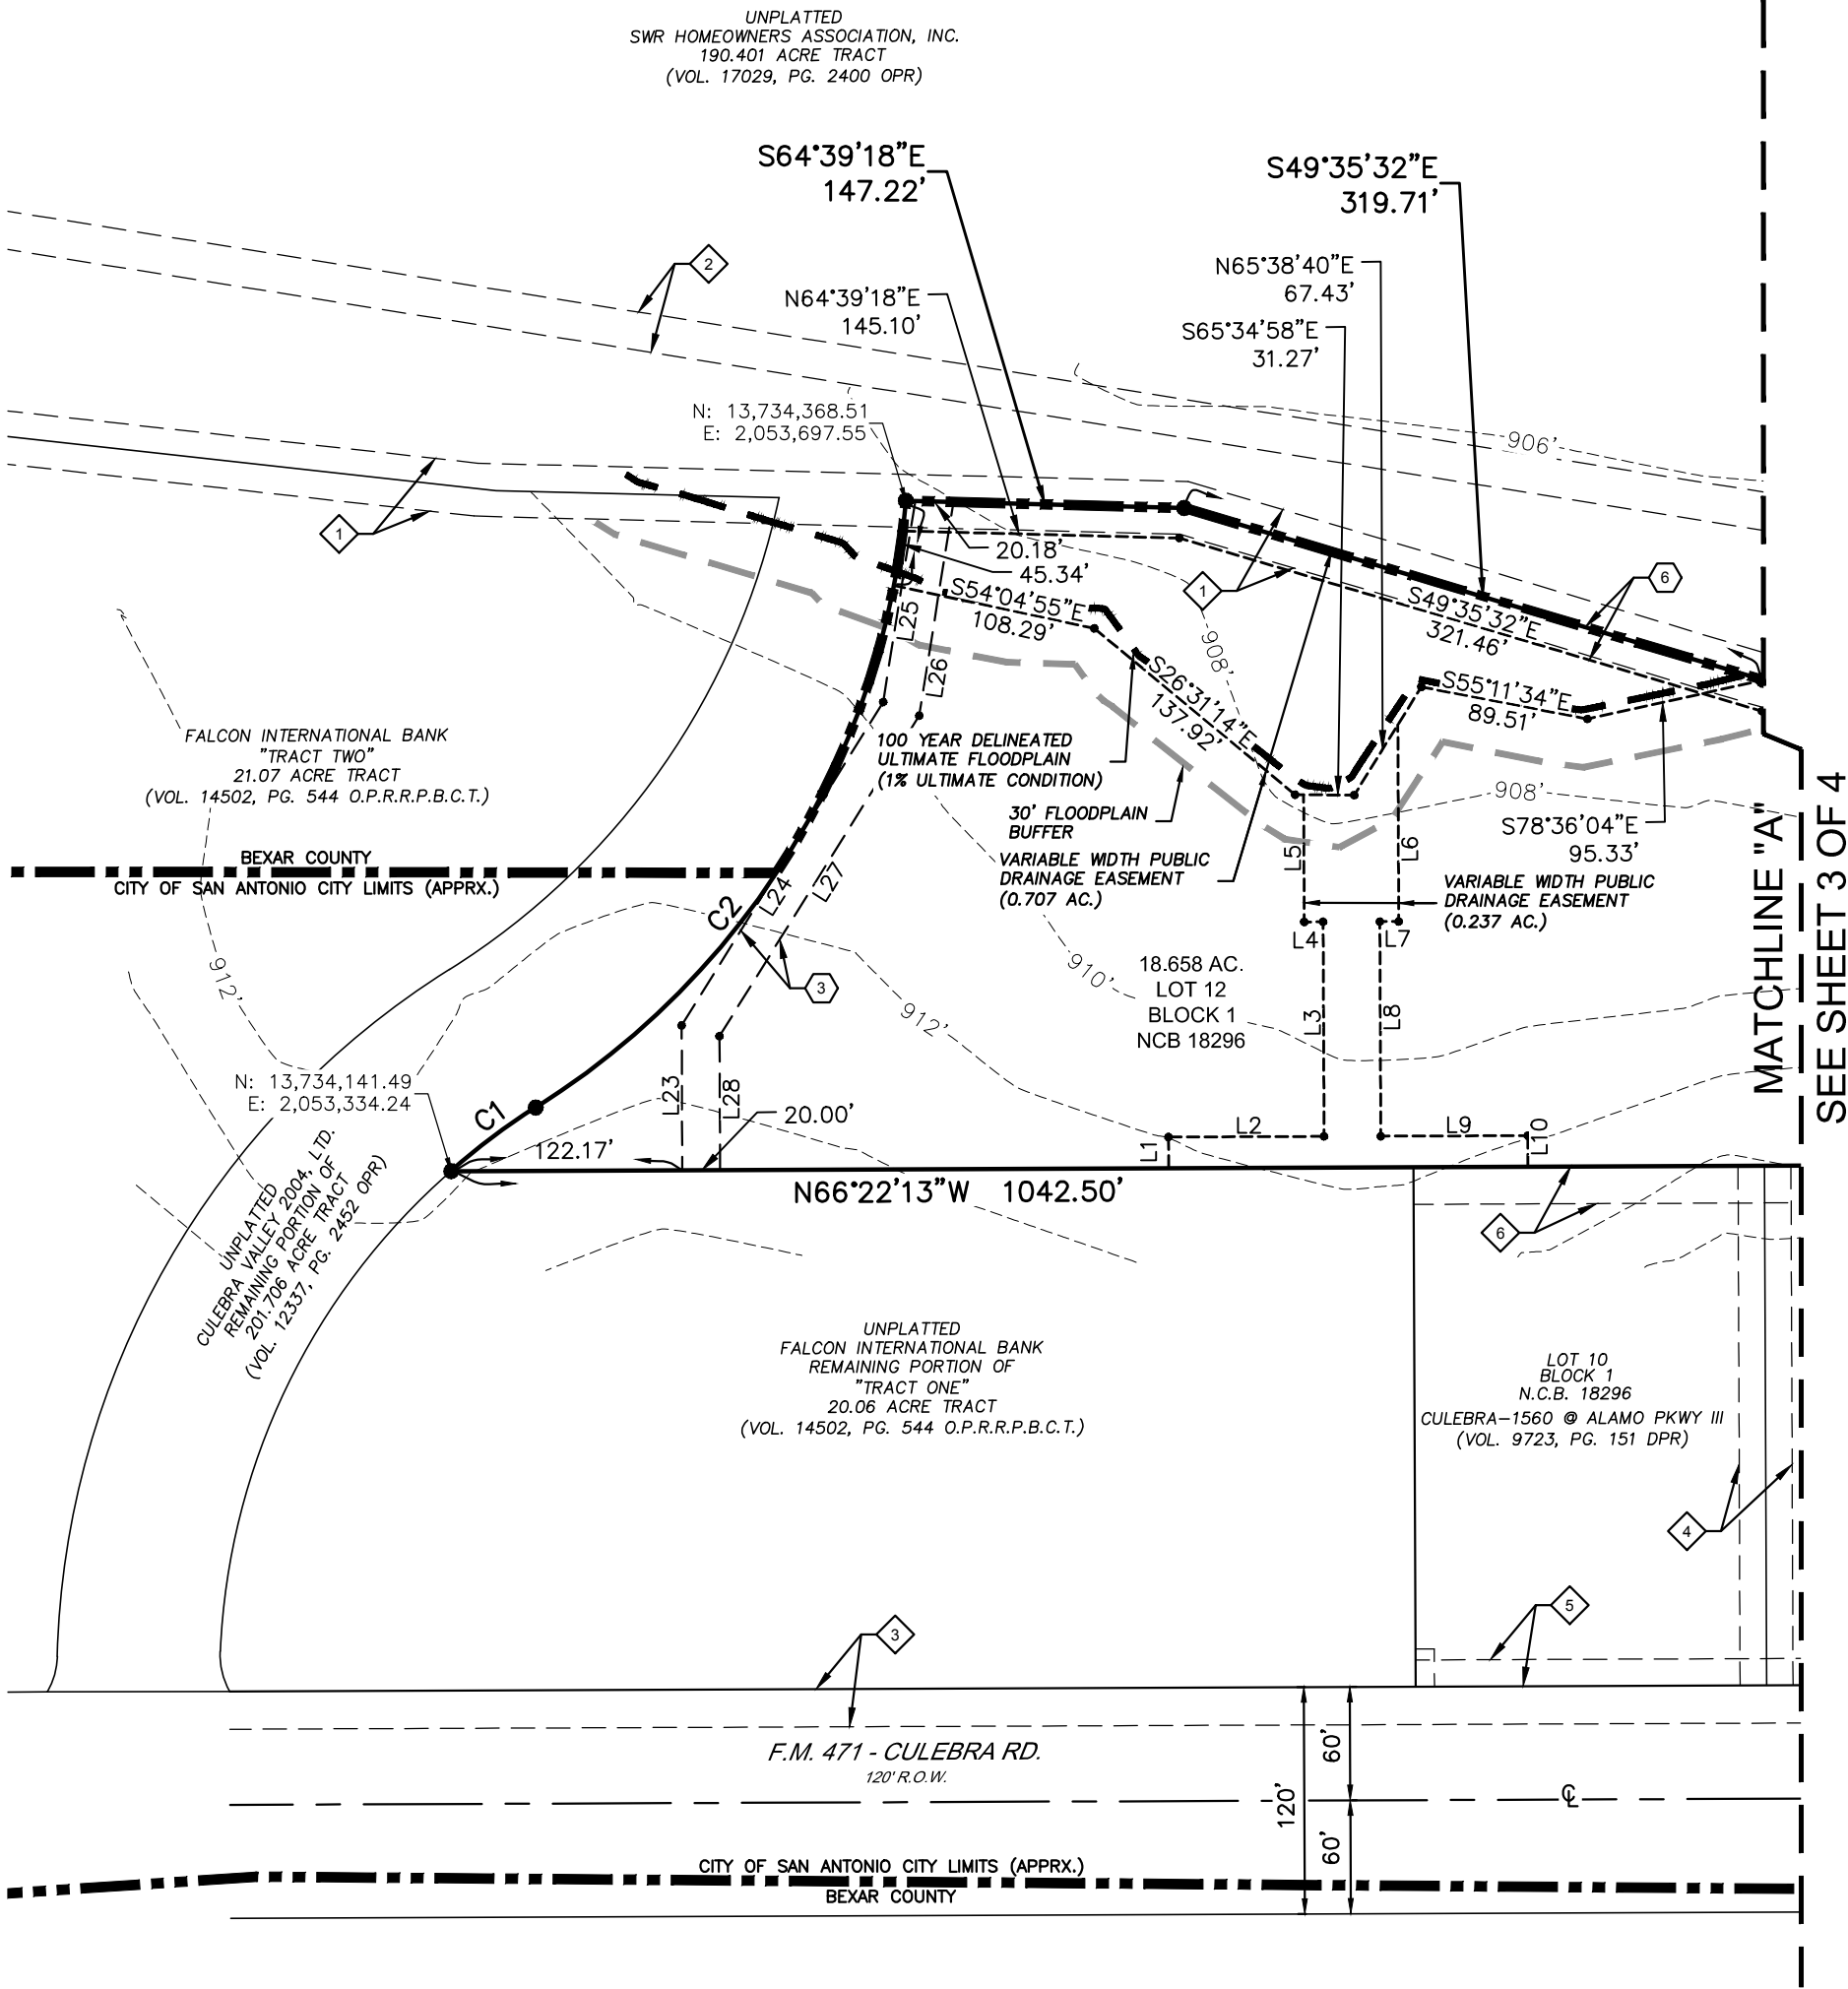 UNPLATTED
SWR HOMEOWNERS ASSOCIATION, INC.
190.401 ACRE TRACT
(VOL. 17029, PG. 2400 OPR)
S64°39'18"E
147.22'
S49°35'32"E
319.71'
2
N64°39'18"E
145.10'
N65°38'40"E
67.43'
S65°34'58"E
31.27'
N: 13,734,368.51
E: 2,053,697.55
906'
1
20.18'
45.34'
1
6
S54°04'55"E
108.29'
S49°35'32"E
321.46'
L25
L26
908'
S26°31'14"E
137.92'
S55°11'34"E
89.51'
FALCON INTERNATIONAL BANK
"TRACT TWO"
21.07 ACRE TRACT
(VOL. 14502, PG. 544 O.P.R.R.P.B.C.T.)
100 YEAR DELINEATED
ULTIMATE FLOODPLAIN
(1% ULTIMATE CONDITION)
30' FLOODPLAIN
BUFFER
908'
S78°36'04"E
95.33'
VARIABLE WIDTH PUBLIC
DRAINAGE EASEMENT
(0.707 AC.)
L5
L6
VARIABLE WIDTH PUBLIC
DRAINAGE EASEMENT
(0.237 AC.)
BEXAR COUNTY
CITY OF SAN ANTONIO CITY LIMITS (APPRX.)
C2
L24
L27
L4
L7
912'
3
912'
910'
18.658 AC.
LOT 12
BLOCK 1
NCB 18296
L3
L8
MATCHLINE "A"
SEE SHEET 3 OF 4
N: 13,734,141.49
E: 2,053,334.24
C1
L23
L28
20.00'
122.17'
L1
L2
L9
L10
N66°22'13"W 1042.50'
UNPLATTED
CULEBRA VALLEY 2004, LTD.
REMAINING PORTION OF
201.706 ACRE TRACT
(VOL. 12337, PG. 2452 OPR)
6
UNPLATTED
FALCON INTERNATIONAL BANK
REMAINING PORTION OF
"TRACT ONE"
20.06 ACRE TRACT
(VOL. 14502, PG. 544 O.P.R.R.P.B.C.T.)
LOT 10
BLOCK 1
N.C.B. 18296
CULEBRA-1560 @ ALAMO PKWY III
(VOL. 9723, PG. 151 DPR)
4
5
3
F.M. 471 - CULEBRA RD.
120' R.O.W.
60'
120'
60'
CL
CITY OF SAN ANTONIO CITY LIMITS (APPRX.)
BEXAR COUNTY